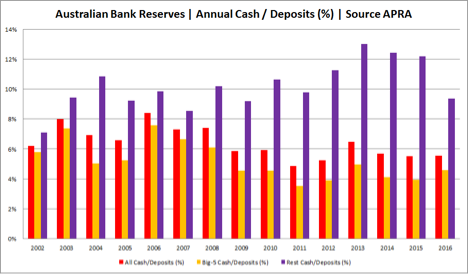 Australian Bank Reserves | Annual Cash / Deposits (%) | Source APRA
14%
12%
10%
8%
6%
4%
2%
0%
2002 2003 2004 2005 2006 2007 2008 2009 2010 2011 2012 2013 2014 2015 2016
All Cash/Deposits (%) Big-5 Cash/Deposits (%) Rest Cash/Deposits (%)